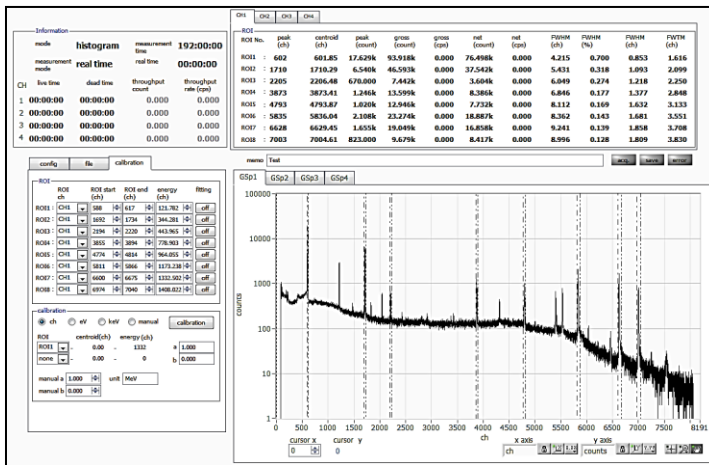 CH1 CH2 CH3 CH4
Information
mode histogram measurement time 192:00:00
measurement mode real time real time 00:00:00
CH live time dead time throughput count throughput rate (cps)
1 00:00:00 00:00:00 0.000 0.000
2 00:00:00 00:00:00 0.000 0.000
3 00:00:00 00:00:00 0.000 0.000
4 00:00:00 00:00:00 0.000 0.000
ROI
ROI No. peak (ch) centroid (ch) peak (count) gross (count) gross (cps) net (count) net (cps) FWHM (ch) FWHM (%) FWHM (ch) FWTM (ch)
ROI1 : 602 601.85 17.629k 93.918k 0.000 76.498k 0.000 4.215 0.700 0.853 1.616
ROI2 : 1710 1710.29 6.540k 46.593k 0.000 37.542k 0.000 5.431 0.318 1.093 2.099
ROI3 : 2205 2206.48 670.000 7.442k 0.000 3.604k 0.000 6.049 0.274 1.218 2.250
ROI4 : 3873 3873.41 1.246k 13.599k 0.000 8.386k 0.000 6.846 0.177 1.377 2.848
ROI5 : 4793 4793.87 1.020k 12.946k 0.000 7.732k 0.000 8.112 0.169 1.632 3.133
ROI6 : 5835 5836.04 2.108k 23.274k 0.000 18.887k 0.000 8.362 0.143 1.681 3.551
ROI7 : 6628 6629.45 1.655k 19.049k 0.000 16.858k 0.000 9.241 0.139 1.858 3.708
ROI8 : 7003 7004.61 823.000 9.679k 0.000 8.417k 0.000 8.996 0.128 1.809 3.830
memo Test acq. save error
config file calibration
ROI
ROI ch ROI start (ch) ROI end (ch) energy (ch) fitting
ROI1 : CH1 588 617 121.782 off
ROI2 : CH1 1692 1734 344.281 off
ROI3 : CH1 2194 2220 443.965 off
ROI4 : CH1 3855 3894 778.903 off
ROI5 : CH1 4774 4814 964.055 off
ROI6 : CH1 5811 5866 1173.238 off
ROI7 : CH1 6600 6675 1332.502 off
ROI8 : CH1 6974 7040 1408.022 off
calibration
ch eV keV manual calibration
ROI centroid(ch) energy (ch)
ROI1 - 0.00 - 1332 a 1.000
none - 0.00 - 0 b 0.000
manual a 1.000 unit MeV
manual b 0.000
GSp1 GSp2 GSp3 GSp4
100000
10000
1000
100
10
1
counts
0 500 1000 1500 2000 2500 3000 3500 4000 4500 5000 5500 6000 6500 7000 7500 8191
ch
cursor x cursor y x axis y axis
0 0 ch counts